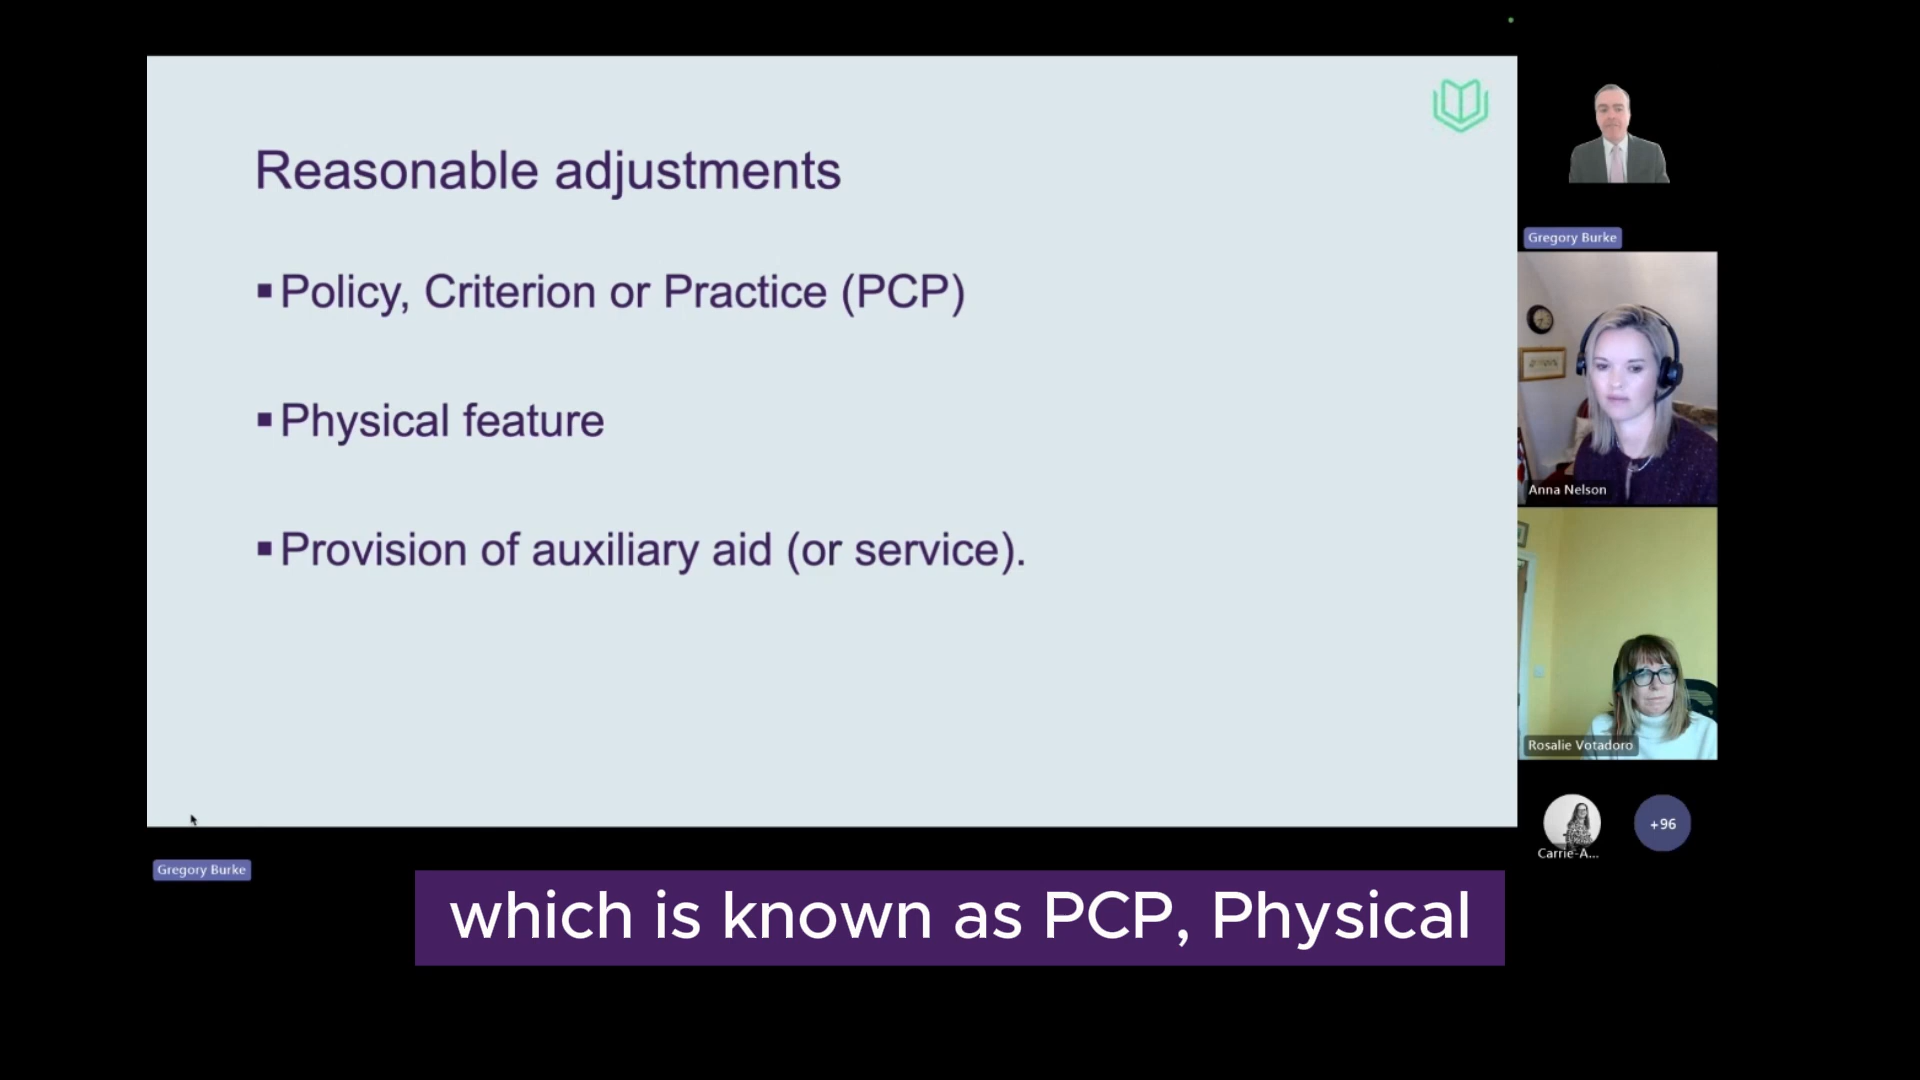 Reasonable adjustments
▪Policy, Criterion or Practice (PCP)
▪Physical feature
▪Provision of auxiliary aid (or service).
Gregory Burke
Anna Nelson
Rosalie Votadoro
Carrie-A...
+96
Gregory Burke
which is known as PCP, Physical